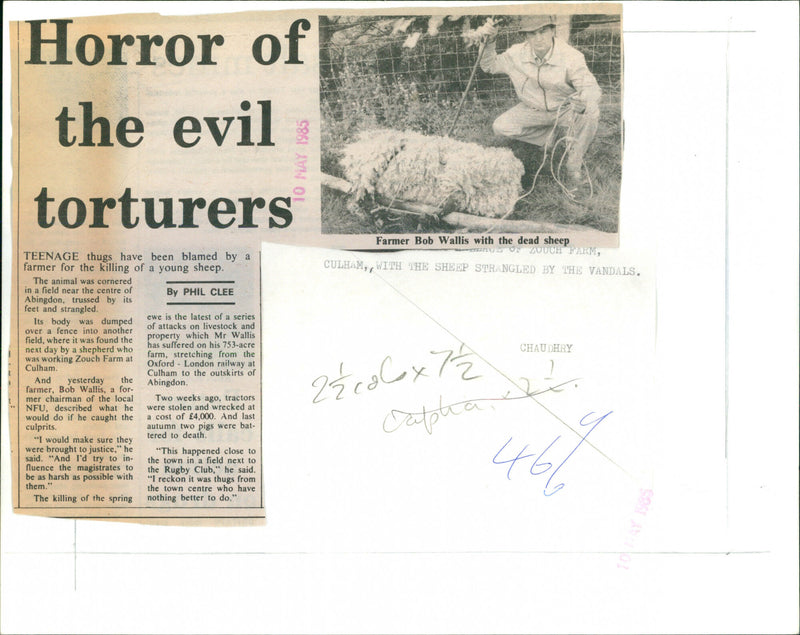 Horror of
the evil
torturers
10 MAY 1985
Farmer Bob Wallis with the dead sheep
TEENAGE thugs have been blamed by a
farmer for the killing of a young sheep.
The animal was cornered
in a field near the centre of
Abingdon, trussed by its
feet and strangled.
Its body was dumped
over a fence into another
field, where it was found the
next day by a shepherd who
was working Zouch Farm at
Culham.
And yesterday the
farmer, Bob Wallis, a for-
mer chairman of the local
NFU, described what he
would do if he caught the
culprits.
"I would make sure they
were brought to justice," he
said. "And I'd try to in-
fluence the magistrates to
be as harsh as possible with
them."
The killing of the spring
By PHIL CLEE
ewe is the latest of a series
of attacks on livestock and
property which Mr Wallis
has suffered on his 753-acre
farm, stretching from the
Oxford - London railway at
Culham to the outskirts of
Abingdon.
Two weeks ago, tractors
were stolen and wrecked at
a cost of £4,000. And last
autumn two pigs were bat-
tered to death.
"This happened close to
the town in a field next to
the Rugby Club," he said.
"I reckon it was thugs from
the town centre who have
nothing better to do."
OF ZOUCH FARM,
CULHAM,, WITH THE SHEEP STRANGLED BY THE VANDALS.
CHAUDHRY
2½ cols x 7½
x 2½.
46
10 MAY 1985